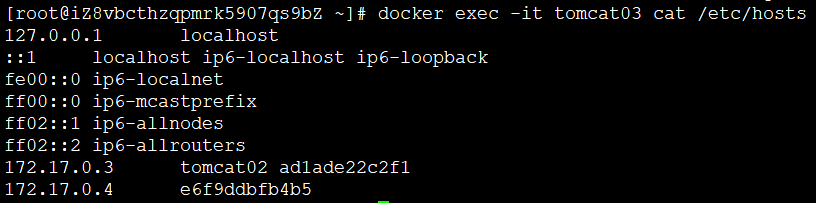 [root@iZ8vbcthzqpmrk5907qs9bZ ~]# docker exec -it tomcat03 cat /etc/hosts
127.0.0.1 localhost
::1 localhost ip6-localhost ip6-loopback
fe00::0 ip6-localnet
ff00::0 ip6-mcastprefix
ff02::1 ip6-allnodes
ff02::2 ip6-allrouters
172.17.0.3 tomcat02 ad1ade22c2f1
172.17.0.4 e6f9ddbfb4b5